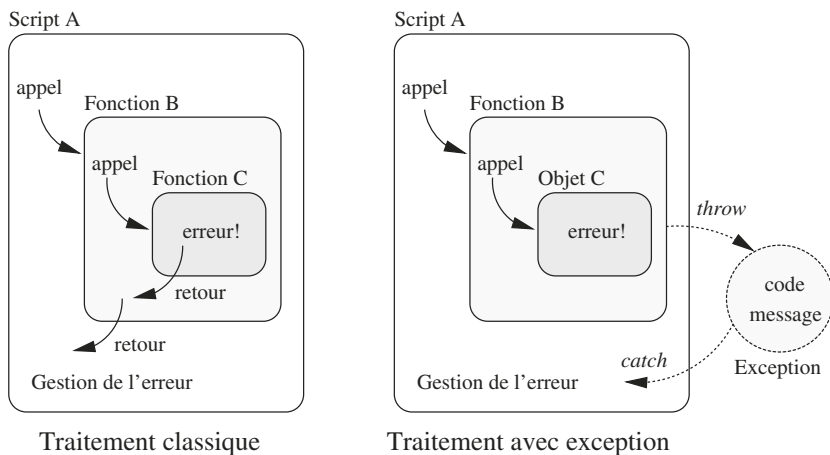 Script A
appel
Fonction B
appel
Fonction C
erreur!
retour
retour
Gestion de l'erreur
Traitement classique
Script A
appel
Fonction B
appel
Objet C
erreur!
throw
code
message
catch
Exception
Gestion de l'erreur
Traitement avec exception